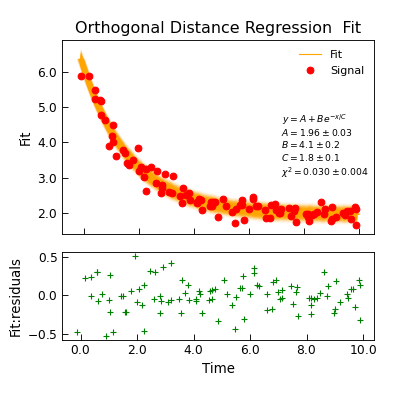 Orthogonal Distance Regression  Fit
Fit
Signal
y = A + Be^{-x/C}
A = 1.96 ± 0.03
B = 4.1 ± 0.2
C = 1.8 ± 0.1
χ² = 0.030 ± 0.004
6.0
5.0
4.0
3.0
2.0
Fit
0.5
0.0
−0.5
Fit:residuals
0.0 2.0 4.0 6.0 8.0 10.0
Time